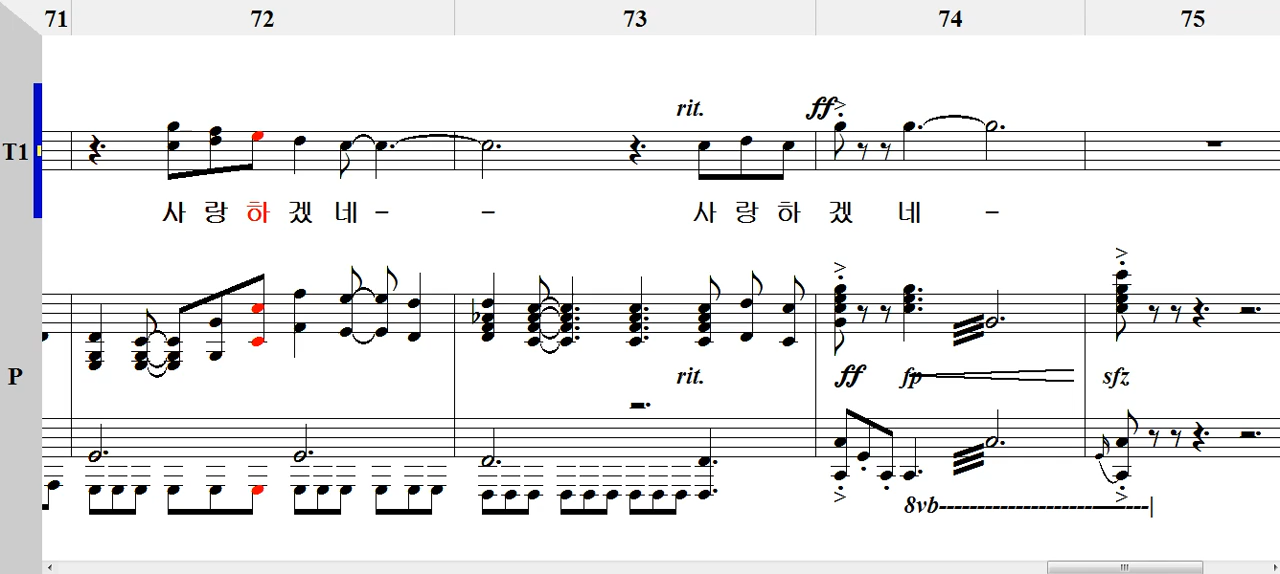 71 72 73 74 75
rit. ff
T1
사 랑 하 겠 네 - - 사 랑 하 겠 네 -
P
rit. ff fp sfz
8vb